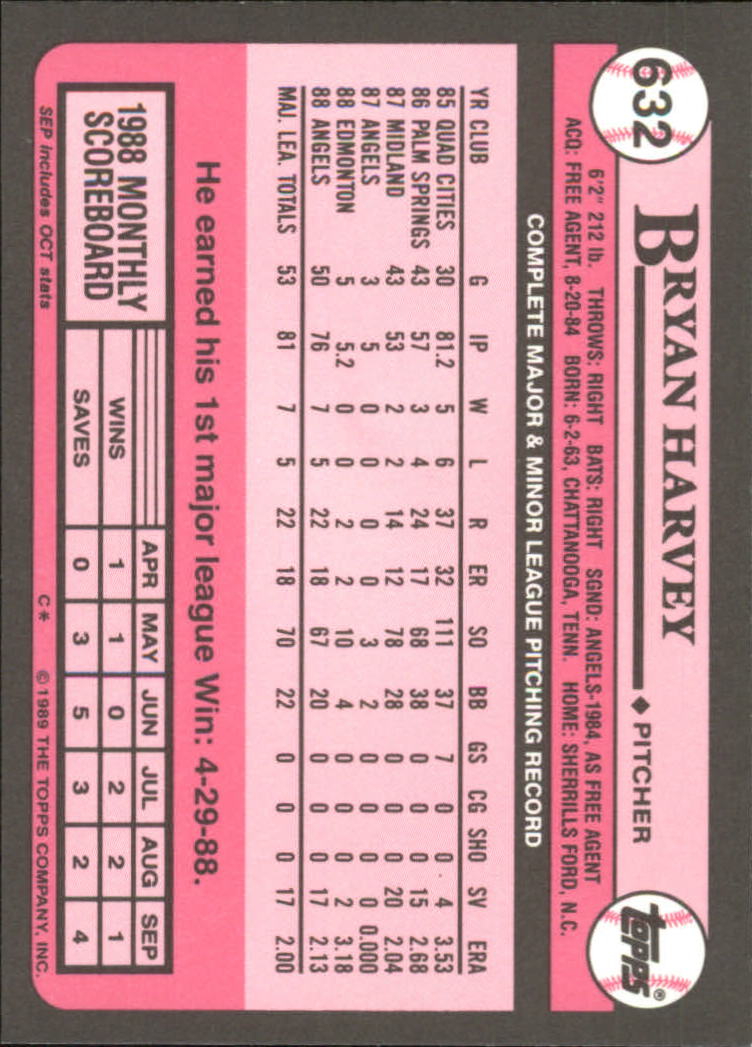 632
BRYAN HARVEY ♦ PITCHER
topps®
6'2" 212 lb. THROWS: RIGHT BATS: RIGHT SGND: ANGELS-1984, AS FREE AGENT
ACQ: FREE AGENT, 8-20-84 BORN: 6-2-63, CHATTANOOGA, TENN. HOME: SHERRILLS FORD, N.C.
COMPLETE MAJOR & MINOR LEAGUE PITCHING RECORD
YR CLUB G IP W L R ER SO BB GS CG SHO SV ERA
85 QUAD CITIES 30 81.2 5 6 37 32 111 37 7 0 0 4 3.53
86 PALM SPRINGS 43 57 3 4 24 17 68 38 0 0 0 15 2.68
87 MIDLAND 43 53 2 2 14 12 78 28 0 0 0 20 2.04
87 ANGELS 3 5 0 0 0 0 3 2 0 0 0 0 0.000
88 EDMONTON 5 5.2 0 0 2 2 10 4 0 0 0 2 3.18
88 ANGELS 50 76 7 5 22 18 67 20 0 0 0 17 2.13
MAJ. LEA. TOTALS 53 81 7 5 22 18 70 22 0 0 0 17 2.00
He earned his 1st major league Win: 4-29-88.
1988 MONTHLY
SCOREBOARD
APR MAY JUN JUL AUG SEP
WINS 1 1 0 2 2 1
SAVES 0 3 5 3 2 4
SEP includes OCT stats C* ©1989 THE TOPPS COMPANY, INC.